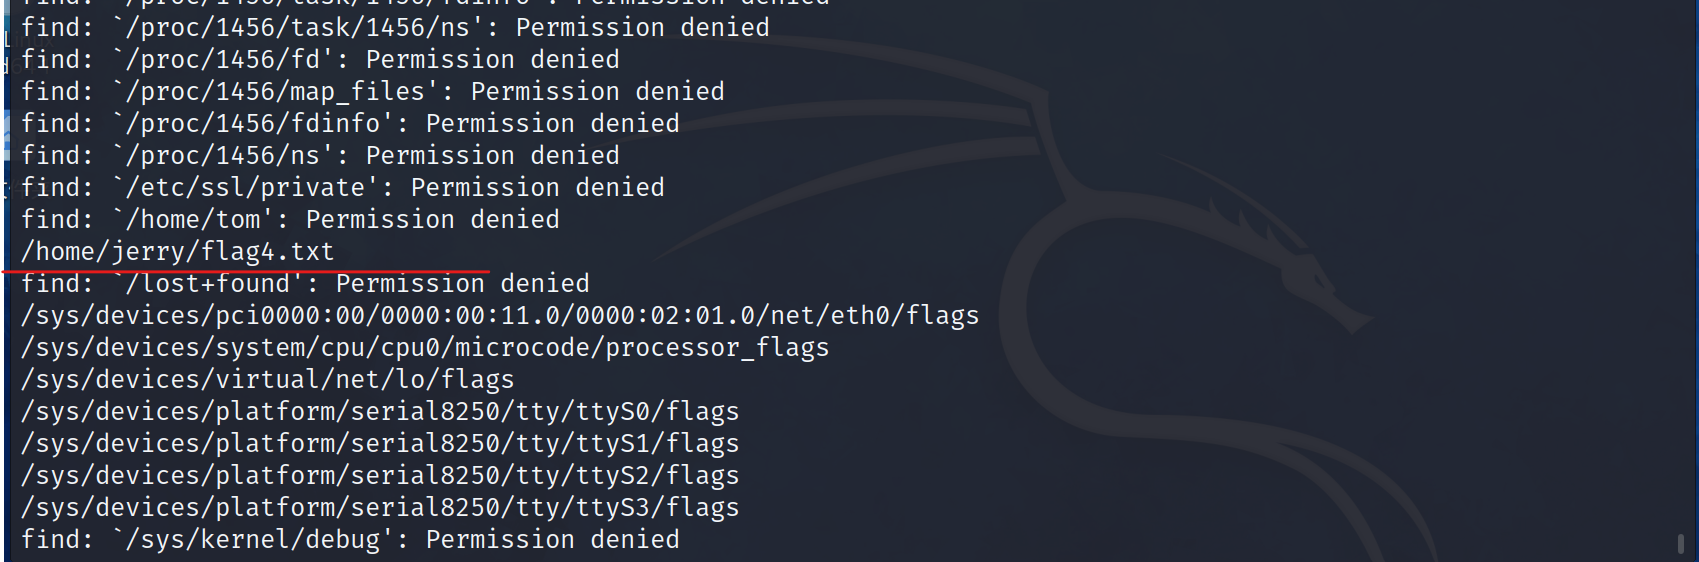 find: `/proc/1456/task/1456/fdinfo': Permission denied
find: `/proc/1456/task/1456/ns': Permission denied
find: `/proc/1456/fd': Permission denied
find: `/proc/1456/map_files': Permission denied
find: `/proc/1456/fdinfo': Permission denied
find: `/proc/1456/ns': Permission denied
find: `/etc/ssl/private': Permission denied
find: `/home/tom': Permission denied
/home/jerry/flag4.txt
find: `/lost+found': Permission denied
/sys/devices/pci0000:00/0000:00:11.0/0000:02:01.0/net/eth0/flags
/sys/devices/system/cpu/cpu0/microcode/processor_flags
/sys/devices/virtual/net/lo/flags
/sys/devices/platform/serial8250/tty/ttyS0/flags
/sys/devices/platform/serial8250/tty/ttyS1/flags
/sys/devices/platform/serial8250/tty/ttyS2/flags
/sys/devices/platform/serial8250/tty/ttyS3/flags
find: `/sys/kernel/debug': Permission denied